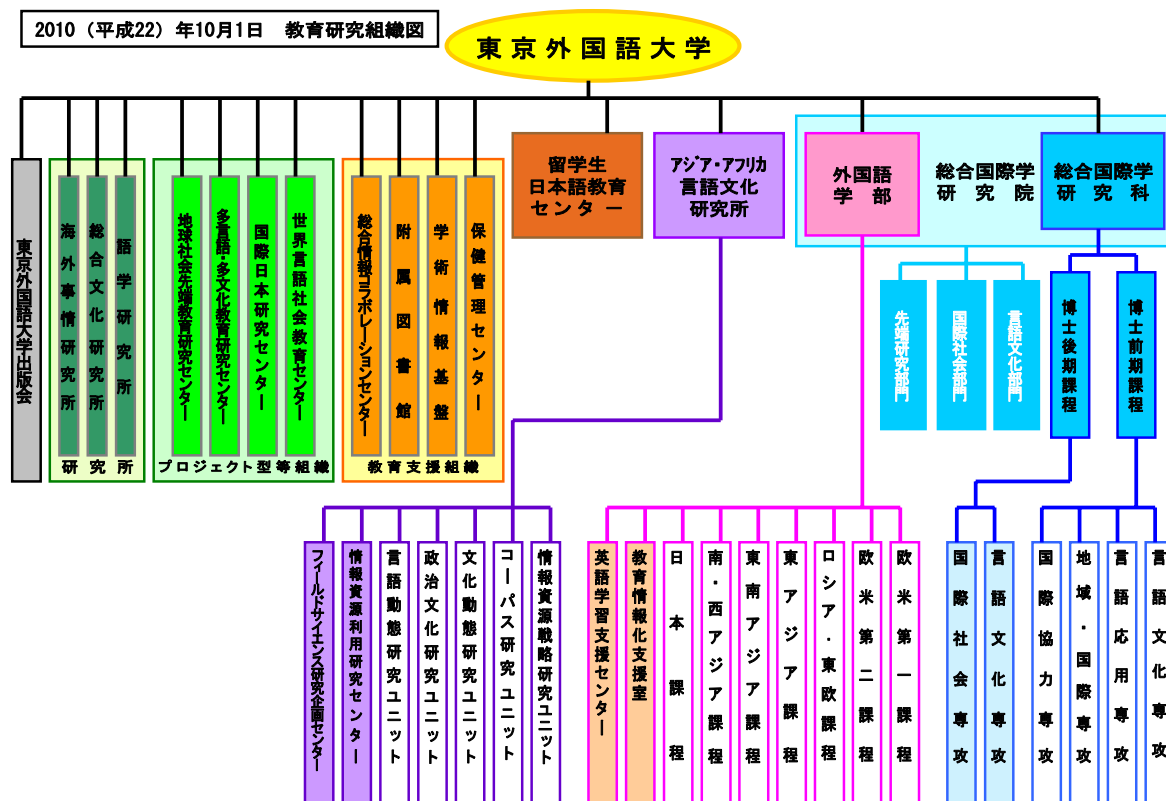 2010（平成22）年10月1日　教育研究組織図
東京外国語大学
東京外国語大学出版会
海外事情研究所
総合文化研究所
語学研究所
研究所
地球社会先端教育研究センター
多言語・多文化教育研究センター
国際日本研究センター
世界言語社会教育センター
プロジェクト型等組織
総合情報コラボレーションセンター
附属図書館
学術情報基盤
保健管理センター
教育支援組織
留学生
日本語教育
センター
アジア・アフリカ
言語文化
研究所
外国語
学部
総合国際学
研究院
総合国際学
研究科
先端研究部門
国際社会部門
言語文化部門
博士後期課程
博士前期課程
フィールドサイエンス研究企画センター
情報資源利用研究センター
言語動態研究ユニット
政治文化研究ユニット
文化動態研究ユニット
コーパス研究ユニット
情報資源戦略研究ユニット
英語学習支援センター
教育情報化支援室
日本課程
南・西アジア課程
東南アジア課程
東アジア課程
ロシア・東欧課程
欧米第二課程
欧米第一課程
国際社会専攻
言語文化専攻
国際協力専攻
地域・国際専攻
言語応用専攻
言語文化専攻